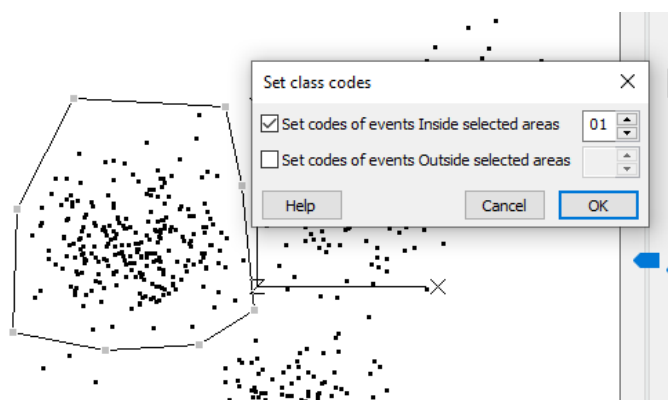 Set class codes
Set codes of events Inside selected areas 01
Set codes of events Outside selected areas
Help Cancel OK